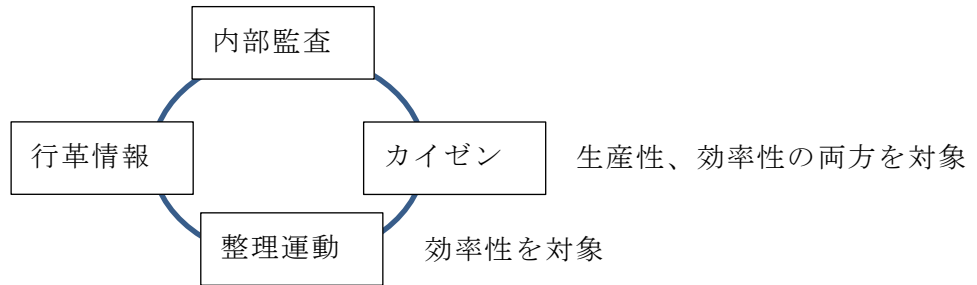 内部監査
行革情報
カイゼン
生産性、効率性の両方を対象
整理運動
効率性を対象